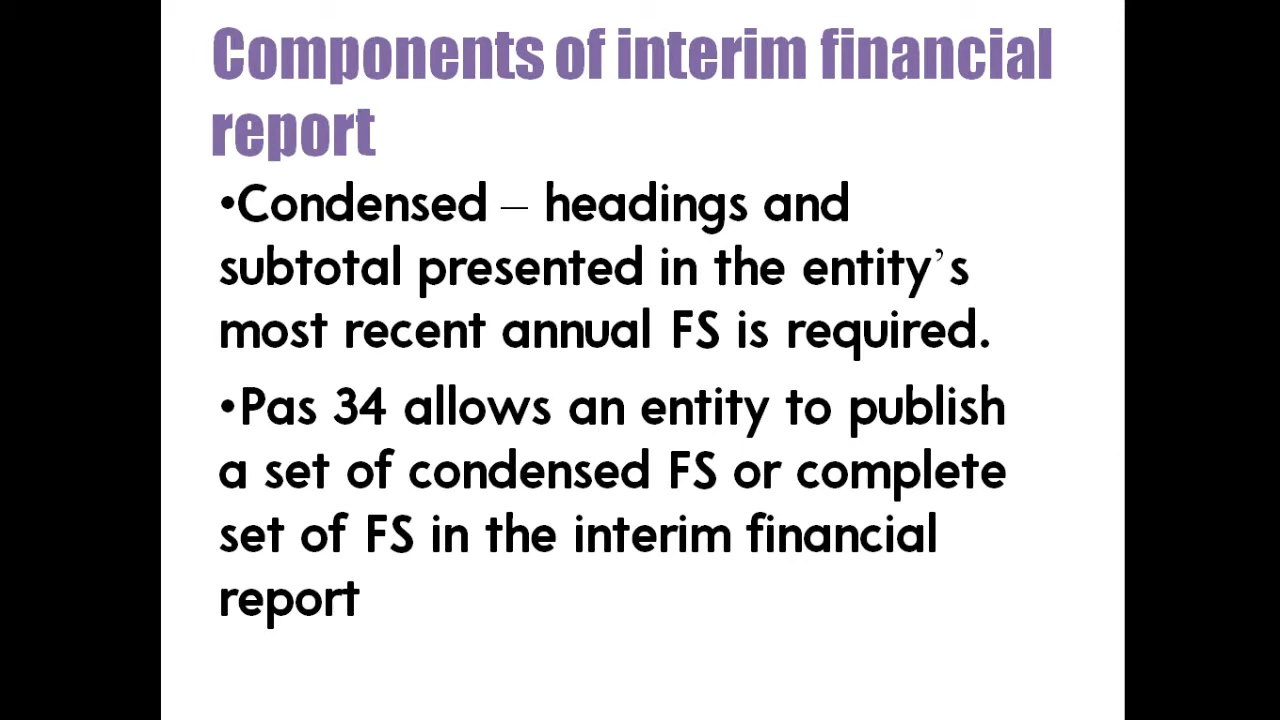 Components of interim financial
report
•Condensed – headings and
subtotal presented in the entity’s
most recent annual FS is required.
•Pas 34 allows an entity to publish
a set of condensed FS or complete
set of FS in the interim financial
report